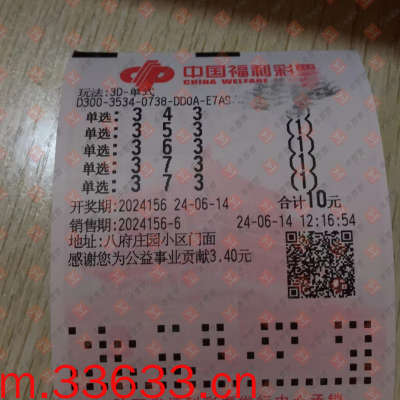 中国福利彩票
CHINA WELFARE
玩法:3D-单式
D300-3534-0738-DD0A-E7A
单选: 3 4 3 (1)
单选: 3 5 3 (1)
单选: 3 6 3 (1)
单选: 3 7 3 (1)
单选: 3 7 3 (1)
开奖期:2024156 24-06-14 合计10元
销售期:2024156-6 24-06-14 12:16:54
地址:八府庄园小区门面
感谢您为公益事业贡献3.40元
m.33633.cn